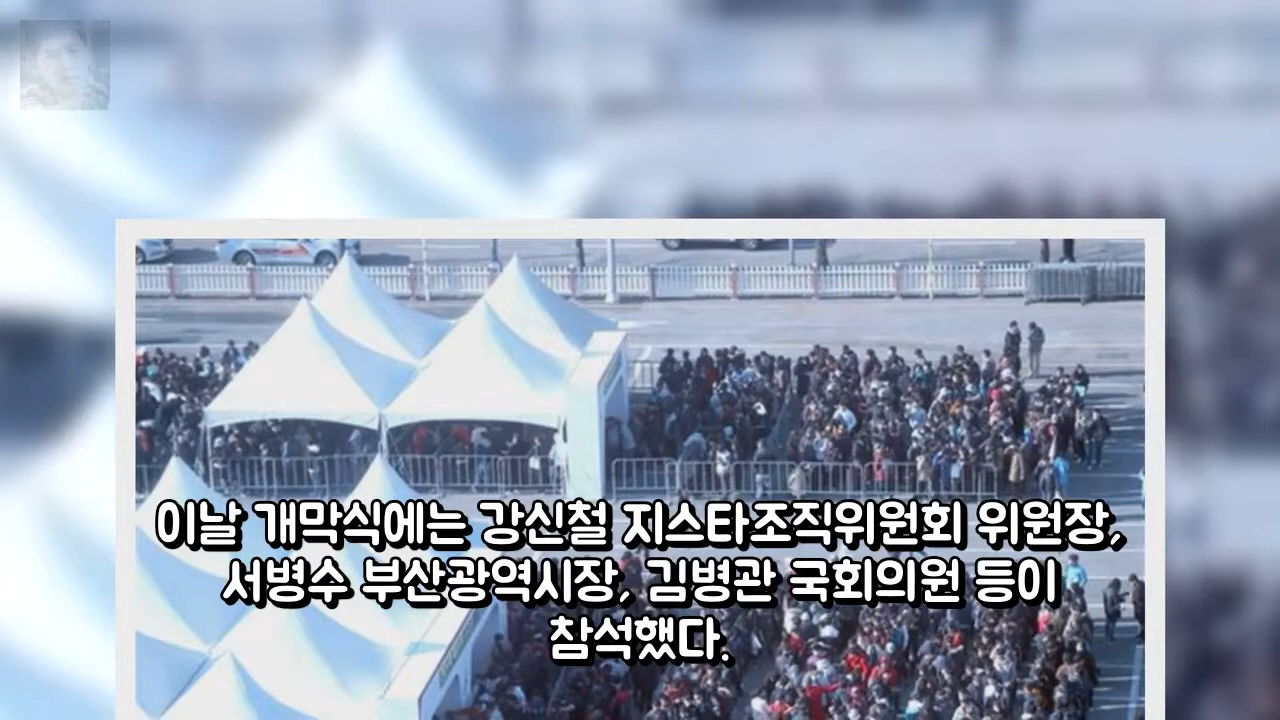 이날 개막식에는 강신철 지스타조직위원회 위원장,
서병수 부산광역시장, 김병관 국회의원 등이
참석했다.